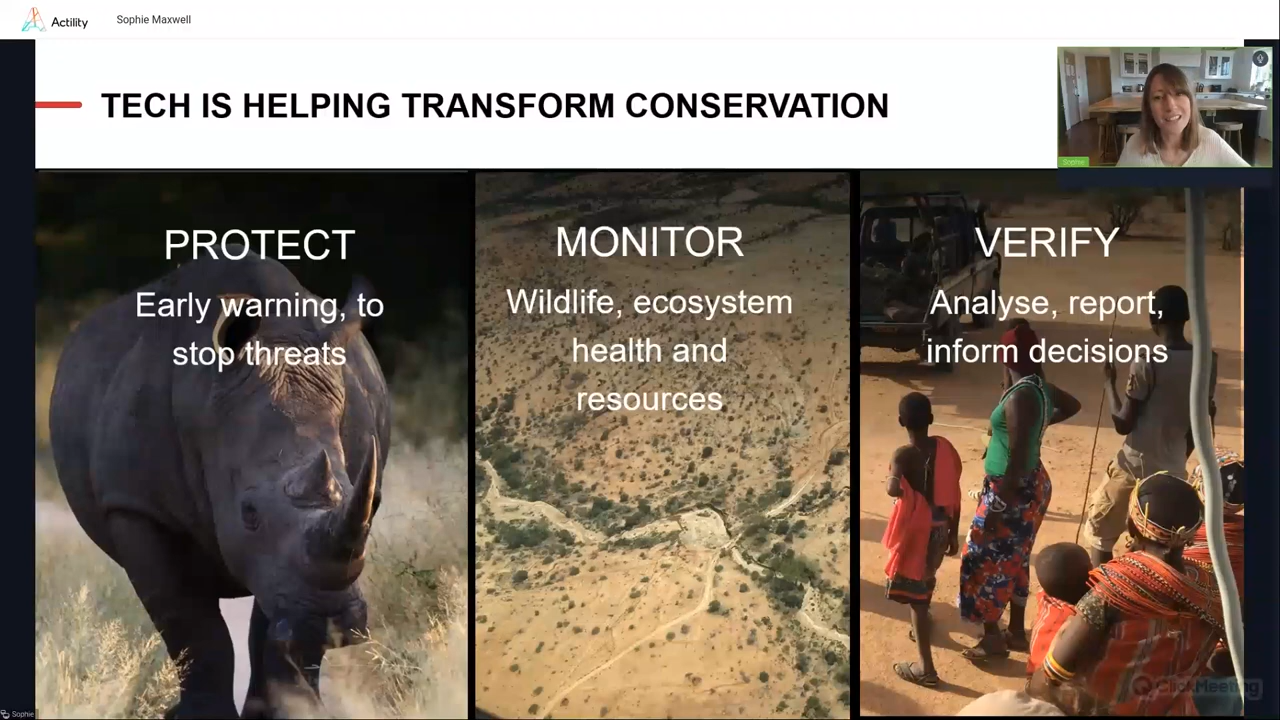 Actility
Sophie Maxwell
TECH IS HELPING TRANSFORM CONSERVATION
Sophie
PROTECT
Early warning, to
stop threats
MONITOR
Wildlife, ecosystem
health and
resources
VERIFY
Analyse, report,
inform decisions
ClickMeeting
Sophie